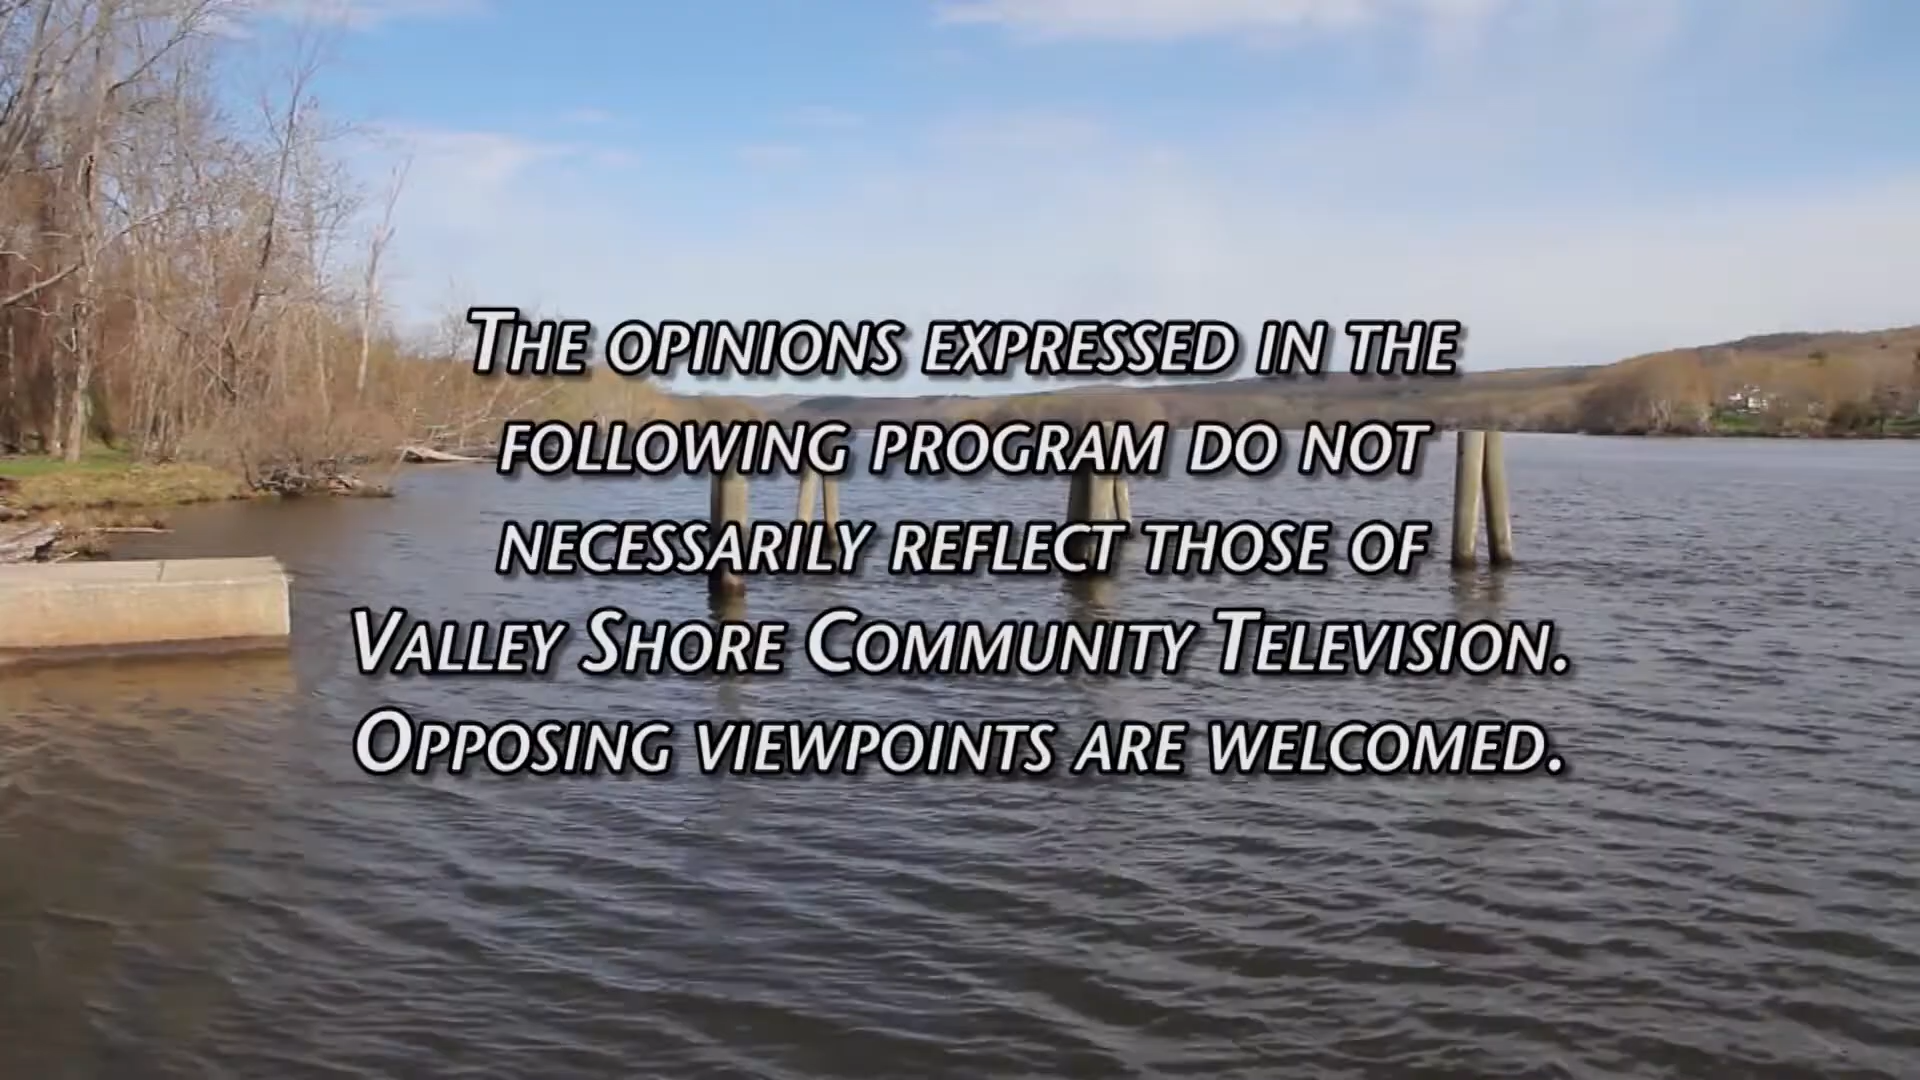 The opinions expressed in the
following program do not
necessarily reflect those of
Valley Shore Community Television.
Opposing viewpoints are welcomed.